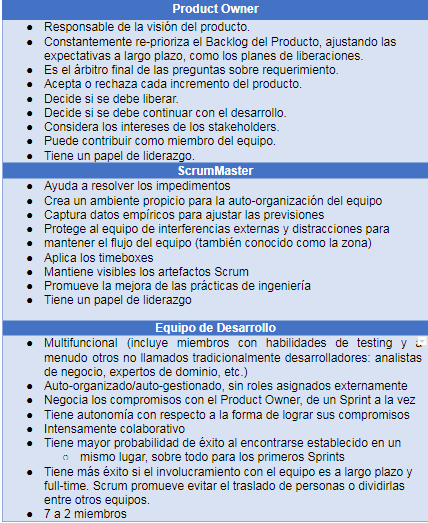 Product Owner
● Responsable de la visión del producto.
● Constantemente re-prioriza el Backlog del Producto, ajustando las
expectativas a largo plazo, como los planes de liberaciones.
● Es el árbitro final de las preguntas sobre requerimiento.
● Acepta o rechaza cada incremento del producto.
● Decide si se debe liberar.
● Decide si se debe continuar con el desarrollo.
● Considera los intereses de los stakeholders.
● Puede contribuir como miembro del equipo.
● Tiene un papel de liderazgo.
ScrumMaster
● Ayuda a resolver los impedimentos
● Crea un ambiente propicio para la auto-organización del equipo
● Captura datos empíricos para ajustar las previsiones
● Protege al equipo de interferencias externas y distracciones para
● mantener el flujo del equipo (también conocido como la zona)
● Aplica los timeboxes
● Mantiene visibles los artefactos Scrum
● Promueve la mejora de las prácticas de ingeniería
● Tiene un papel de liderazgo
Equipo de Desarrollo
● Multifuncional (incluye miembros con habilidades de testing y a
menudo otros no llamados tradicionalmente desarrolladores: analistas
de negocio, expertos de dominio, etc.)
● Auto-organizado/auto-gestionado, sin roles asignados externamente
● Negocia los compromisos con el Product Owner, de un Sprint a la vez
● Tiene autonomía con respecto a la forma de lograr sus compromisos
● Intensamente colaborativo
● Tiene mayor probabilidad de éxito al encontrarse establecido en un
○ mismo lugar, sobre todo para los primeros Sprints
● Tiene más éxito si el involucramiento con el equipo es a largo plazo y
full-time. Scrum promueve evitar el traslado de personas o dividirlas
entre otros equipos.
● 7 a 2 miembros